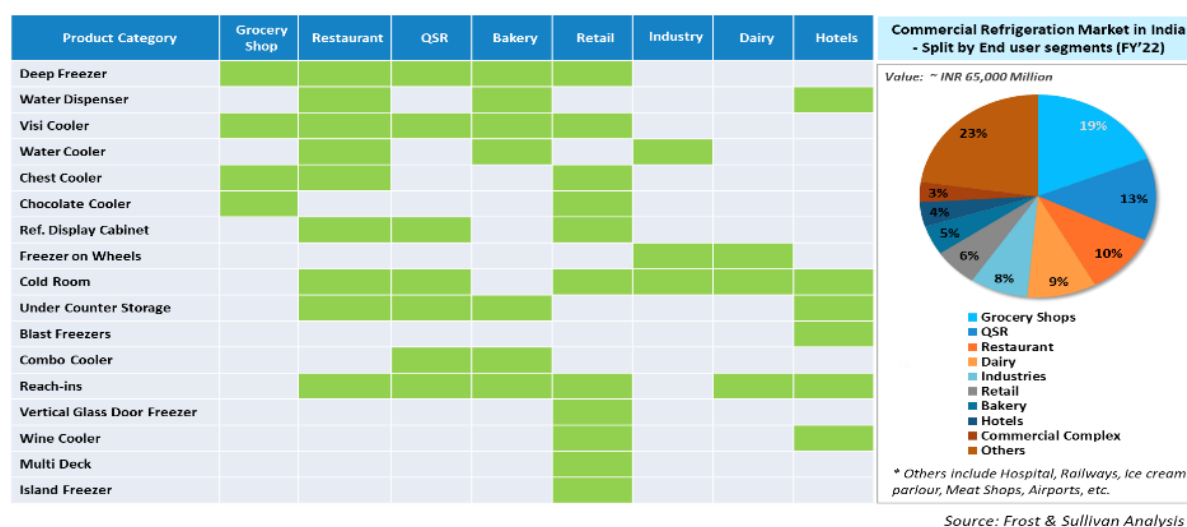 Product Category Grocery Shop Restaurant QSR Bakery Retail Industry Dairy Hotels
Deep Freezer
Water Dispenser
Visi Cooler
Water Cooler
Chest Cooler
Chocolate Cooler
Ref. Display Cabinet
Freezer on Wheels
Cold Room
Under Counter Storage
Blast Freezers
Combo Cooler
Reach-ins
Vertical Glass Door Freezer
Wine Cooler
Multi Deck
Island Freezer
Commercial Refrigeration Market in India
- Split by End user segments (FY'22)
Value: ~ INR 65,000 Million
19%
13%
10%
9%
8%
6%
5%
4%
3%
23%
Grocery Shops
QSR
Restaurant
Dairy
Industries
Retail
Bakery
Hotels
Commercial Complex
Others
* Others include Hospital, Railways, Ice cream
parlour, Meat Shops, Airports, etc.
Source: Frost & Sullivan Analysis